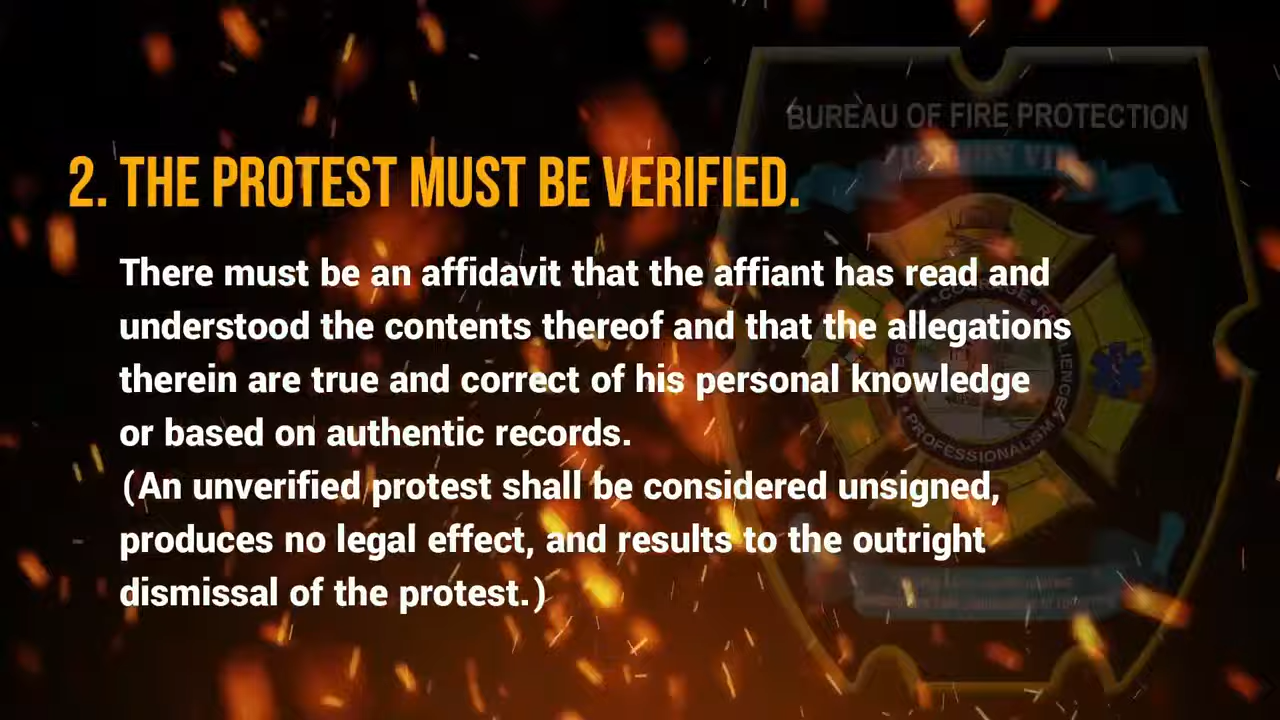 BUREAU OF FIRE PROTECTION
2. THE PROTEST MUST BE VERIFIED.
There must be an affidavit that the affiant has read and
understood the contents thereof and that the allegations
therein are true and correct of his personal knowledge
or based on authentic records.
(An unverified protest shall be considered unsigned,
produces no legal effect, and results to the outright
dismissal of the protest.)
PROFESSIONALISM